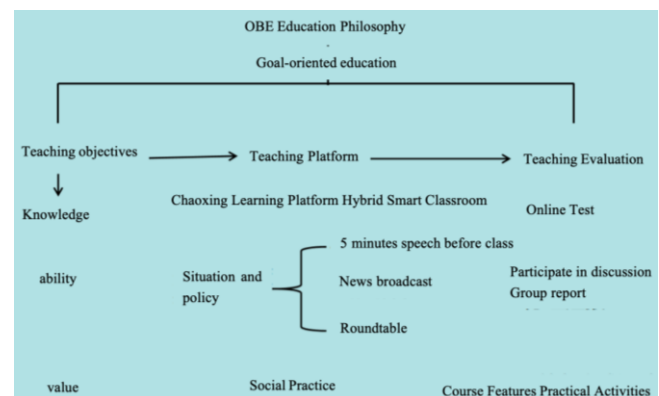 OBE Education Philosophy
Goal-oriented education
Teaching objectives
Teaching Platform
Teaching Evaluation
Knowledge
Chaoxing Learning Platform Hybrid Smart Classroom
Online Test
ability
Situation and
policy
5 minutes speech before class
News broadcast
Roundtable
Participate in discussion
Group report
value
Social Practice
Course Features Practical Activities